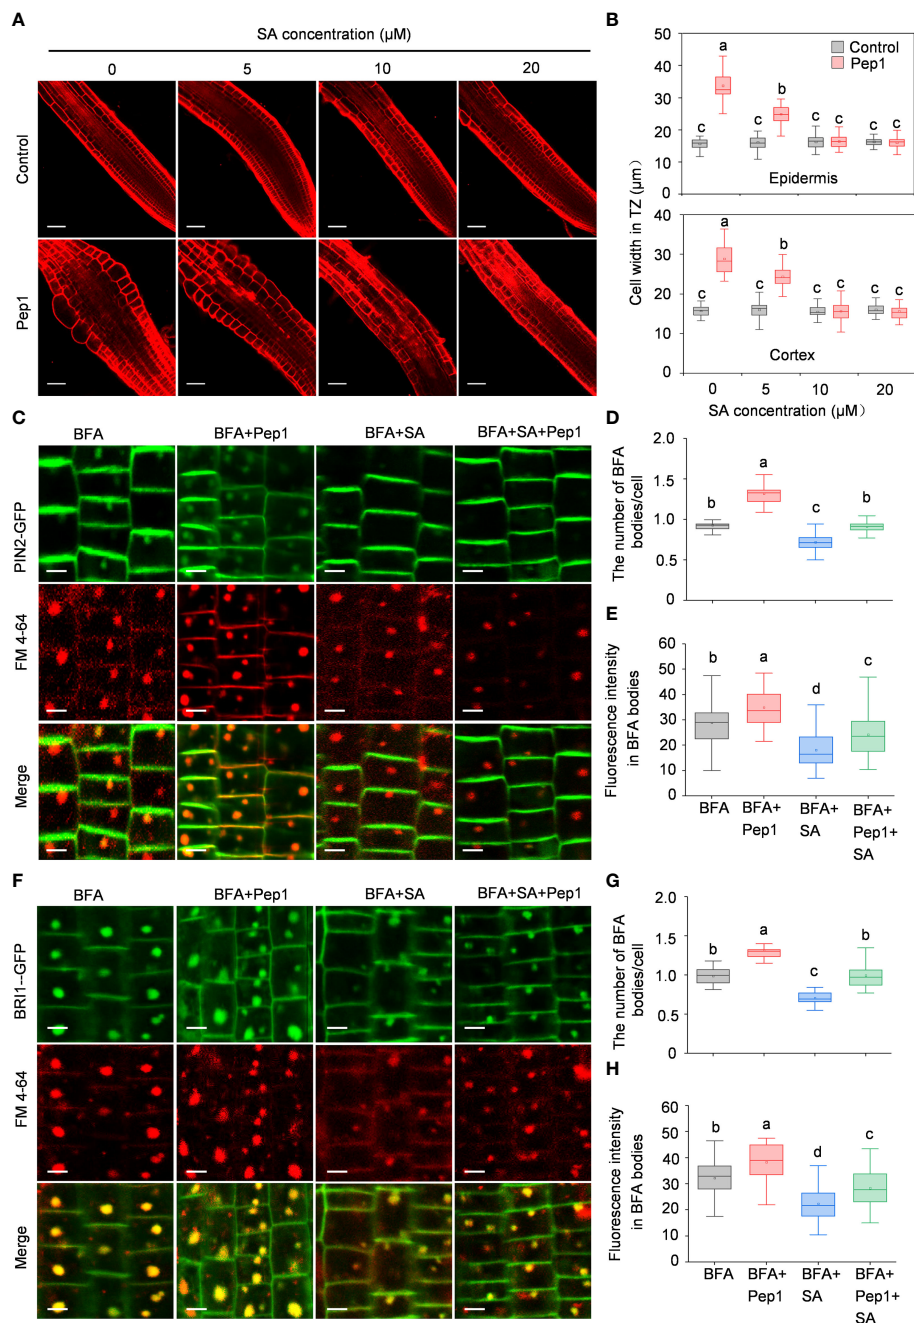 A
SA concentration (µM)
0 5 10 20
Control
Pep1
B
50
40
30
20
10
0
Control
Pep1
a
b
c c c c c c
Epidermis
Cell width in TZ (µm)
40
30
20
10
0
a
b
c c c c c c
Cortex
0 5 10 20
SA concentration (µM)
C
BFA BFA+Pep1 BFA+SA BFA+SA+Pep1
PIN2-GFP
FM 4-64
Merge
D
The number of BFA
bodies/cell
2.0
1.5
1.0
0.5
0
b a c b
E
Fluorescence intensity
in BFA bodies
60
50
40
30
20
10
0
b a d c
BFA BFA+ BFA+ BFA+
Pep1 SA Pep1+
SA
F
BFA BFA+Pep1 BFA+SA BFA+SA+Pep1
BRI1--GFP
FM 4-64
Merge
G
The number of BFA
bodies/cell
2.0
1.5
1.0
0.5
0
b a c b
H
Fluorescence intensity
in BFA bodies
60
50
40
30
20
10
0
b a d c
BFA BFA+ BFA+ BFA+
Pep1 SA Pep1+
SA